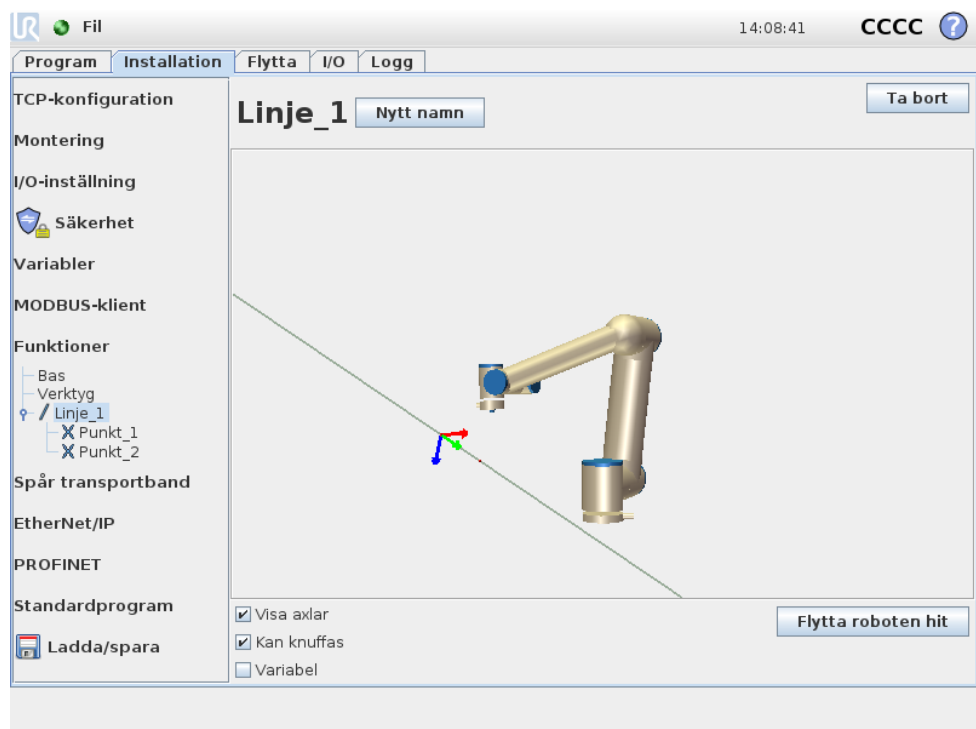 UR Fil 14:08:41 CCCC ?
Program Installation Flytta I/O Logg
TCP-konfiguration
Montering
I/O-inställning
Säkerhet
Variabler
MODBUS-klient
Funktioner
Bas
Verktyg
Linje_1
Punkt_1
Punkt_2
Spår transportband
EtherNet/IP
PROFINET
Standardprogram
Ladda/spara
Linje_1 Nytt namn Ta bort
Visa axlar
Kan knuffas
Variabel
Flytta roboten hit